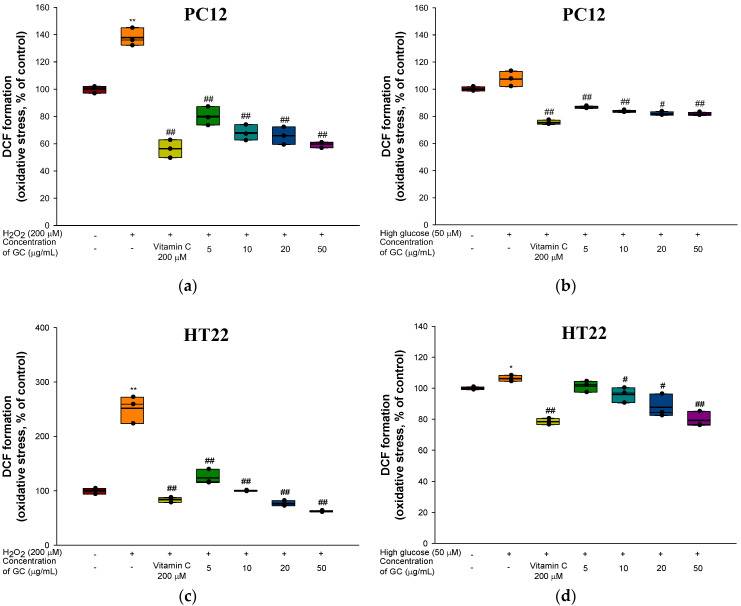 PC12
DCF formation
(oxidative stress, % of control)
160
140
120
100
80
60
40
20
0
**
##
##
##
##
##
H2O2 (200 μM) - + + + + + +
Concentration
of GC (μg/mL) - - Vitamin C 5 10 20 50
200 μM
(a)
PC12
DCF formation
(oxidative stress, % of control)
160
140
120
100
80
60
40
20
0
##
##
##
#
##
High glucose (50 μM) - + + + + + +
Concentration
of GC (μg/mL) - - Vitamin C 5 10 20 50
200 μM
(b)
HT22
DCF formation
(oxidative stress, % of control)
400
300
200
100
0
**
##
##
##
##
##
H2O2 (200 μM) - + + + + + +
Concentration
of GC (μg/mL) - - Vitamin C 5 10 20 50
200 μM
(c)
HT22
DCF formation
(oxidative stress, % of control)
140
120
100
80
60
40
20
0
*
##
#
#
##
High glucose (50 μM) - + + + + + +
Concentration
of GC (μg/mL) - - Vitamin C 5 10 20 50
200 μM
(d)